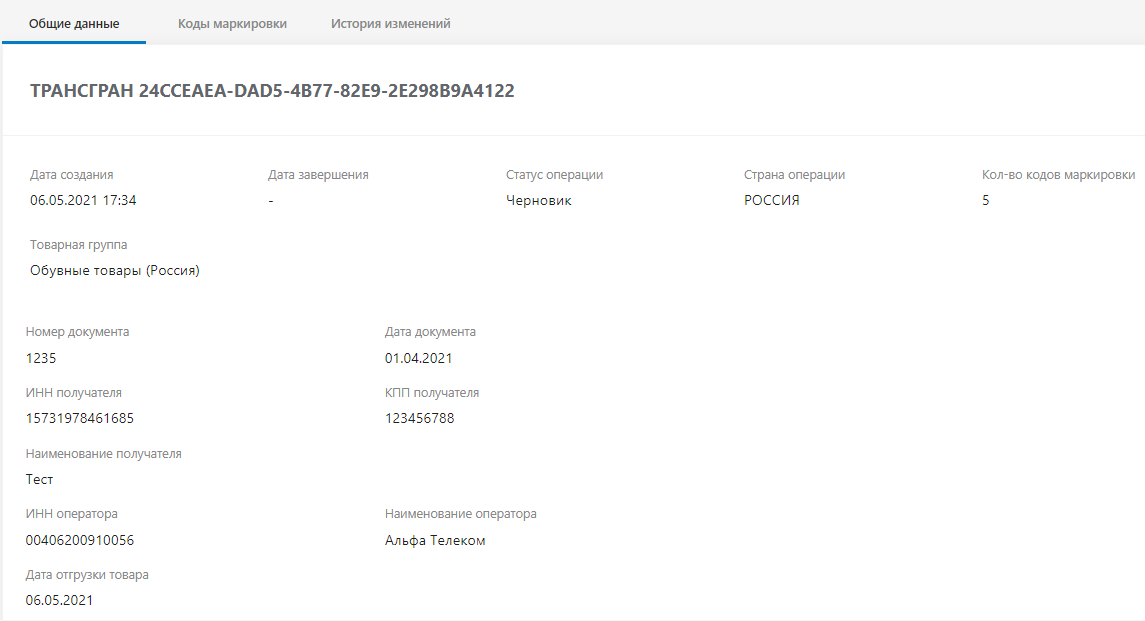 Общие данные Коды маркировки История изменений
ТРАНСГРАН 24CCEAEA-DAD5-4B77-82E9-2E298B9A4122
Дата создания Дата завершения Статус операции Страна операции Кол-во кодов маркировки
06.05.2021 17:34 - Черновик РОССИЯ 5
Товарная группа
Обувные товары (Россия)
Номер документа Дата документа
1235 01.04.2021
ИНН получателя КПП получателя
15731978461685 123456788
Наименование получателя
Тест
ИНН оператора Наименование оператора
00406200910056 Альфа Телеком
Дата отгрузки товара
06.05.2021